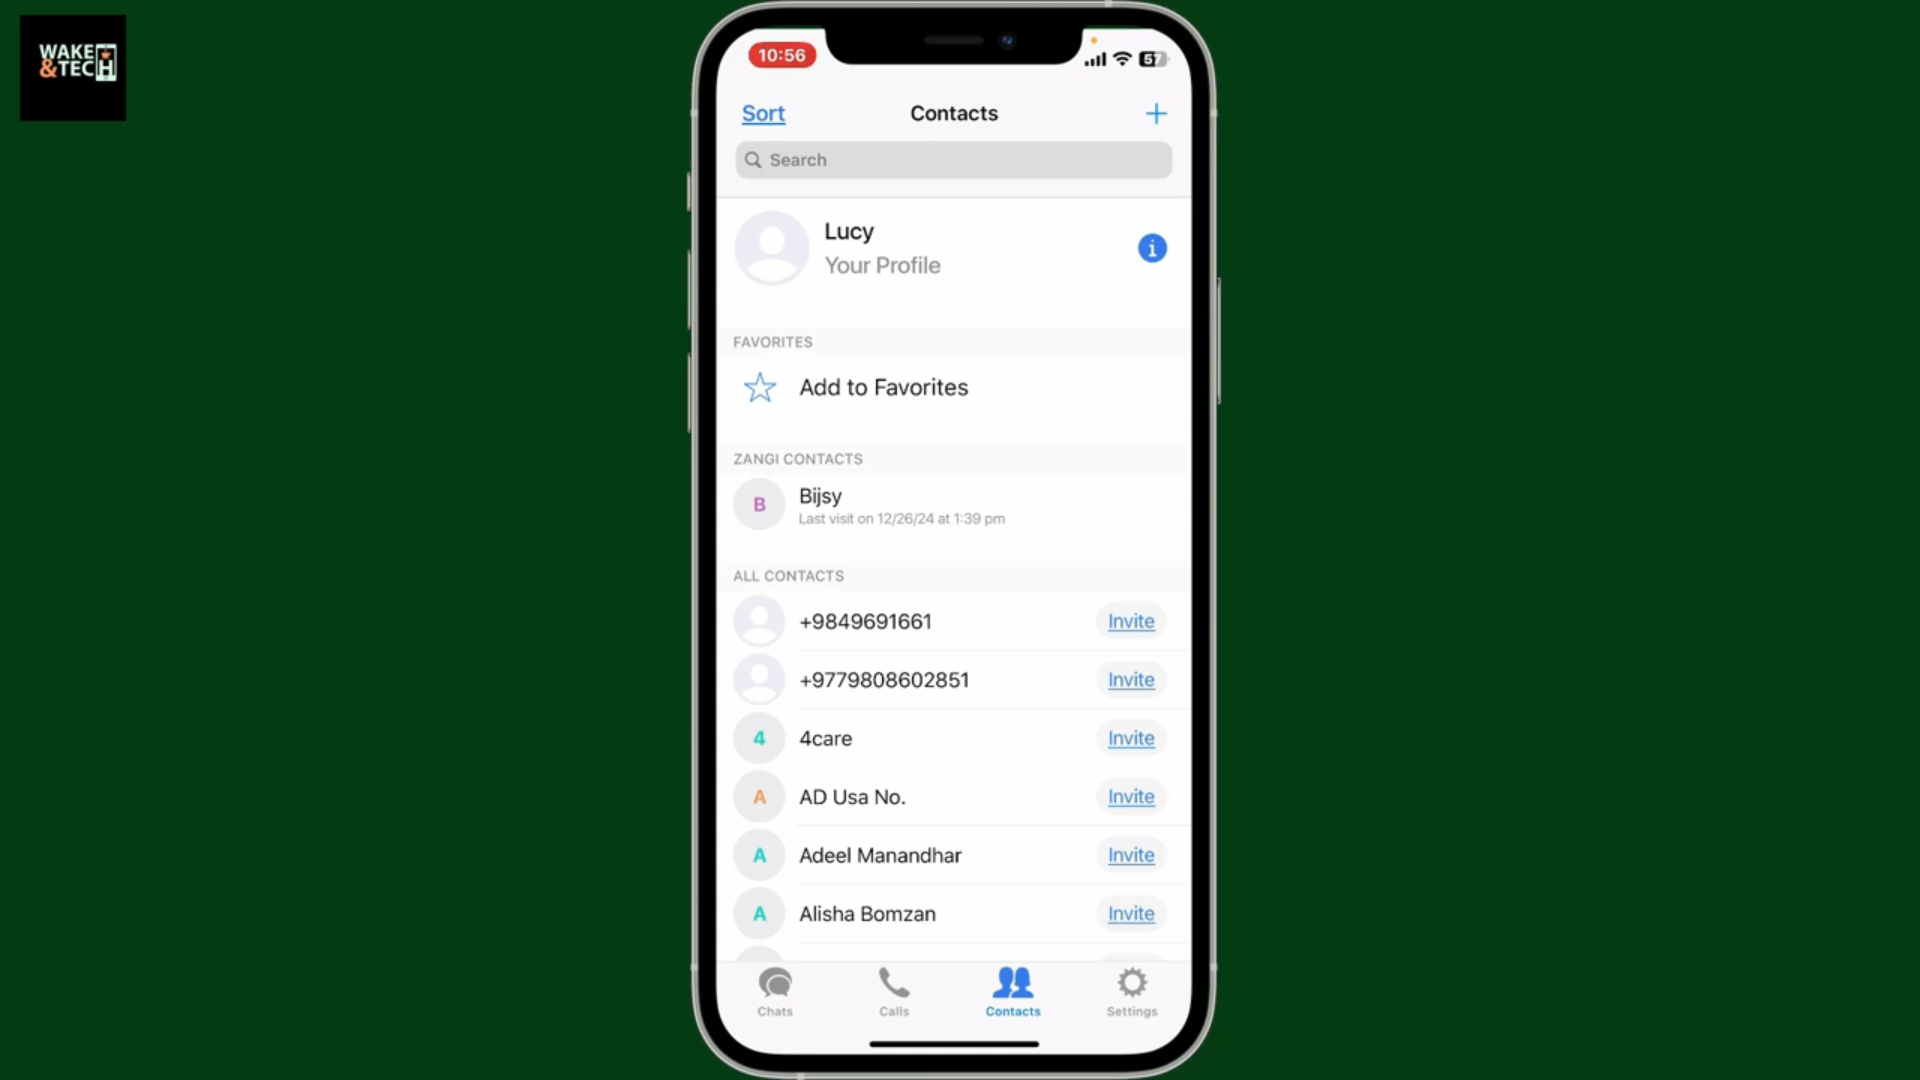 WAKE
&TECH
10:56
57
Sort
Contacts
Search
Lucy
Your Profile
FAVORITES
Add to Favorites
ZANGI CONTACTS
B
Bijsy
Last visit on 12/26/24 at 1:39 pm
ALL CONTACTS
+9849691661
Invite
+9779808602851
Invite
4
4care
Invite
A
AD Usa No.
Invite
A
Adeel Manandhar
Invite
A
Alisha Bomzan
Invite
Chats
Calls
Contacts
Settings